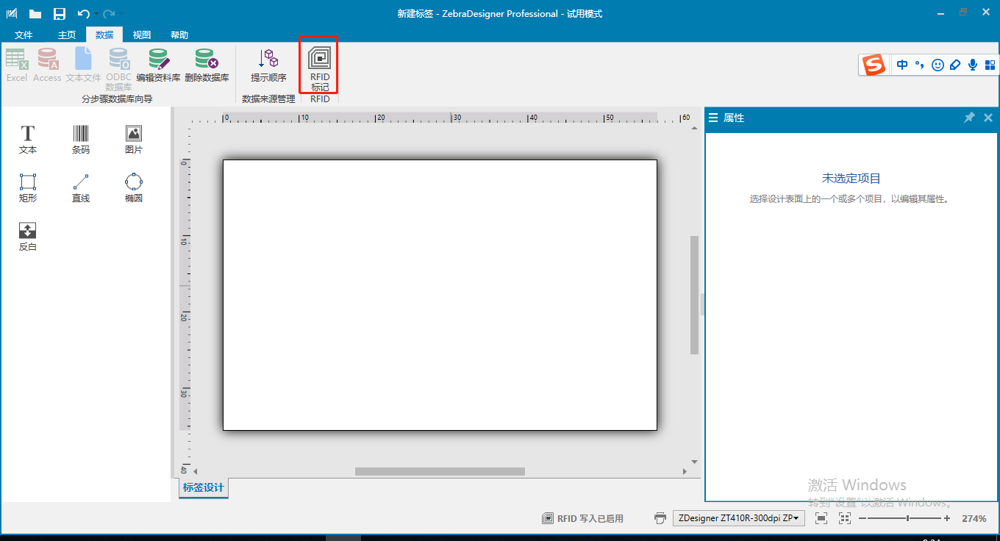 新建标签 - ZebraDesigner Professional - 试用模式
文件 主页 数据 视图 帮助
Excel Access 文本文件 ODBC 数据库 编辑资料库 删除数据库 提示顺序 RFID 标记
分步骤数据库向导 数据来源管理 RFID
中
0 10 20 30 40 50 60
属性
文本 条码 图片
矩形 直线 椭圆
反白
0
10
20
30
40
未选定项目
选择设计表面上的一个或多个项目，以编辑其属性。
标签设计
激活 Windows
转到"设置"以激活 Windows。
RFID 写入已启用 ZDesigner ZT410R-300dpi ZP 274%